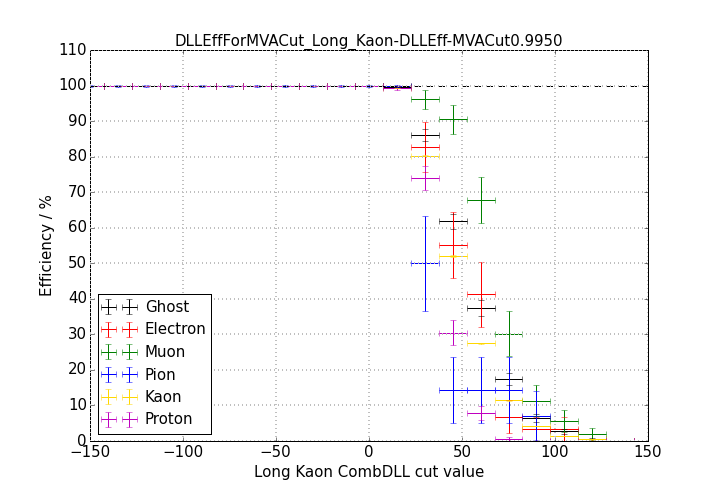 DLLEffForMVACut_Long_Kaon-DLLEff-MVACut0.9950
110
100
90
80
70
60
50
40
30
20
10
0
Efficiency / %
Ghost
Electron
Muon
Pion
Kaon
Proton
−150 −100 −50 0 50 100 150
Long Kaon CombDLL cut value